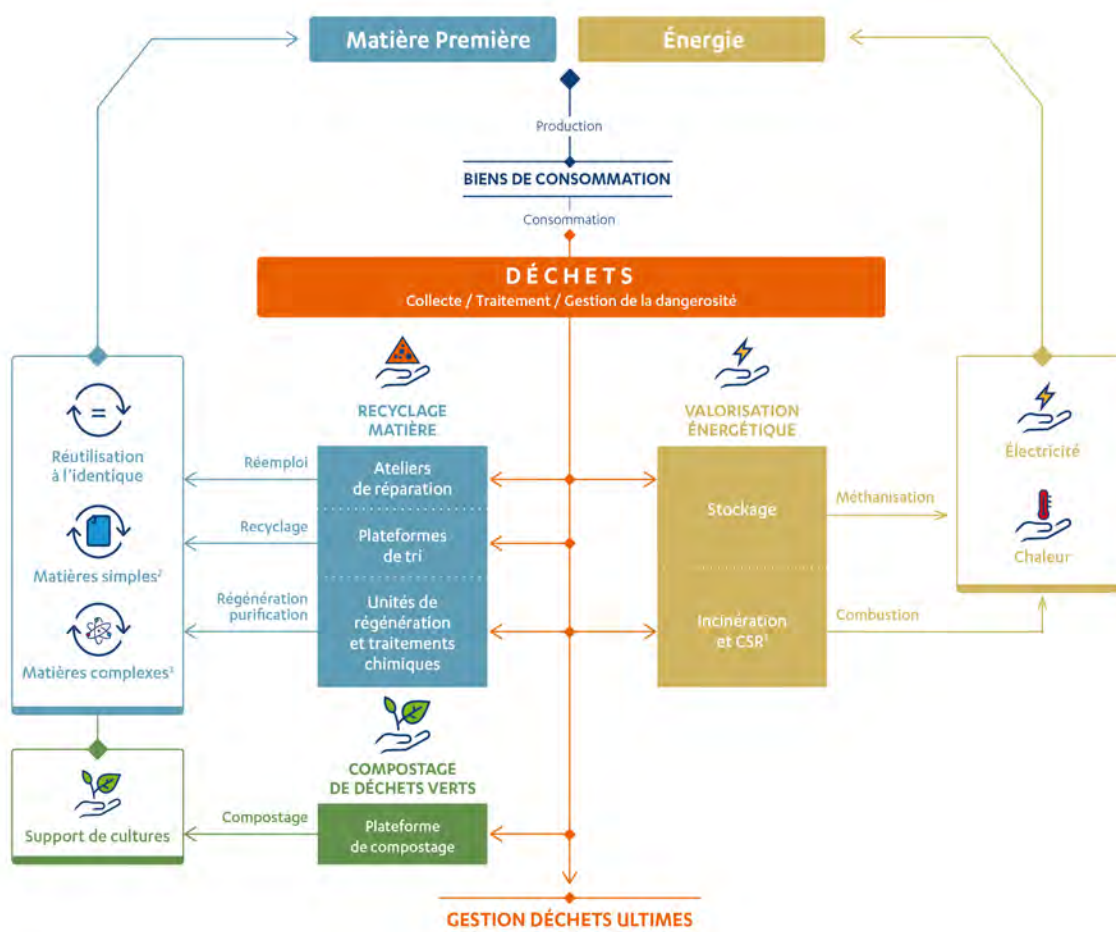 Matière Première
Énergie
Production
BIENS DE CONSOMMATION
Consommation
DÉCHETS
Collecte / Traitement / Gestion de la dangerosité
RECYCLAGE
MATIÈRE
VALORISATION
ÉNERGÉTIQUE
=
Réutilisation
à l'identique
Réemploi
Ateliers
de réparation
Stockage
Méthanisation
Électricité
Matières simples²
Recyclage
Plateformes
de tri
Chaleur
Matières complexes³
Régénération
purification
Unités de
régénération
et traitements
chimiques
Incinération
et CSR¹
Combustion
COMPOSTAGE
DE DÉCHETS VERTS
Support de cultures
Compostage
Plateforme
de compostage
GESTION DÉCHETS ULTIMES